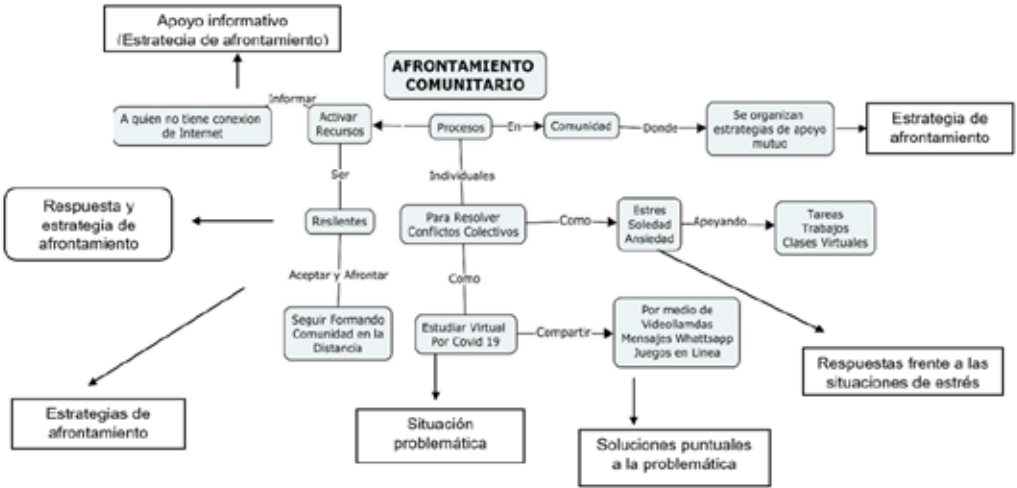 Apoyo informativo
(Estrategia de afrontamiento)
AFRONTAMIENTO
COMUNITARIO
Informar
A quien no tiene conexion
de Internet
Activar
Recursos
Procesos
En
Comunidad
Donde
Se organizan
estrategias de apoyo
mutuo
Estrategia de
afrontamiento
Ser
Individuales
Respuesta y
estrategia de
afrontamiento
Resilentes
Para Resolver
Conflictos Colectivos
Como
Estres
Soledad
Ansiedad
Apoyando
Tareas
Trabajos
Clases Virtuales
Aceptar y Afrontar
Como
Seguir Formando
Comunidad en la
Distancia
Estudiar Virtual
Por Covid 19
Compartir
Por medio de
Videollamdas
Mensajes Whattsapp
Juegos en Linea
Respuestas frente a las
situaciones de estrés
Estrategias de
afrontamiento
Situación
problemática
Soluciones puntuales
a la problemática